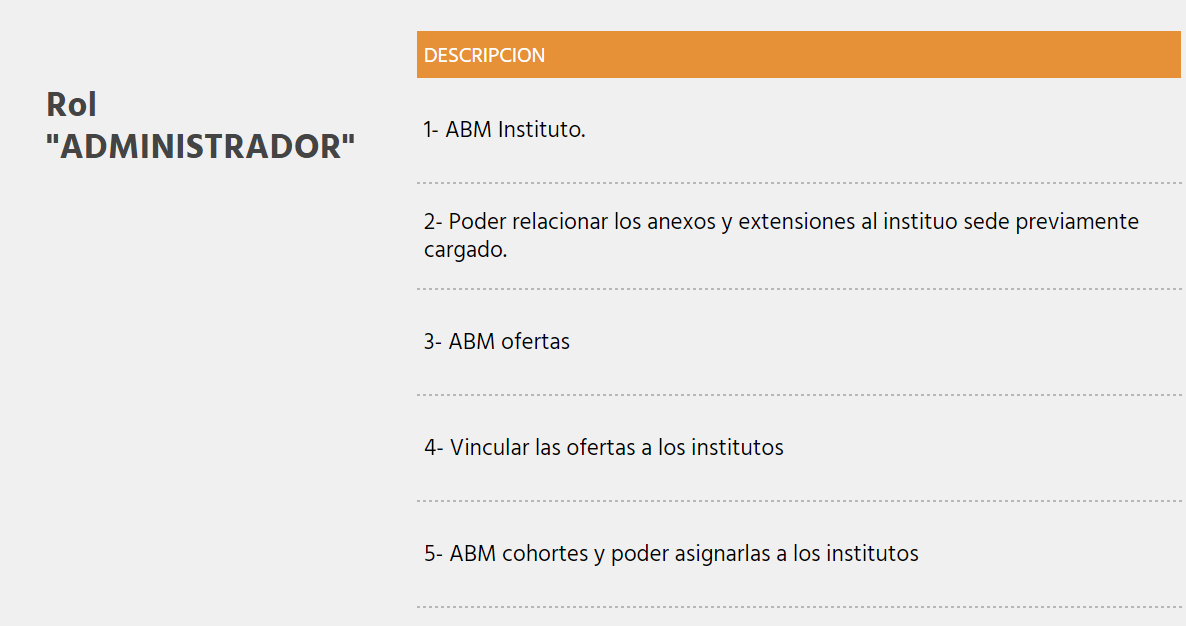 Rol
"ADMINISTRADOR"
DESCRIPCION
1- ABM Instituto.
2- Poder relacionar los anexos y extensiones al instituo sede previamente
cargado.
3- ABM ofertas
4- Vincular las ofertas a los institutos
5- ABM cohortes y poder asignarlas a los institutos